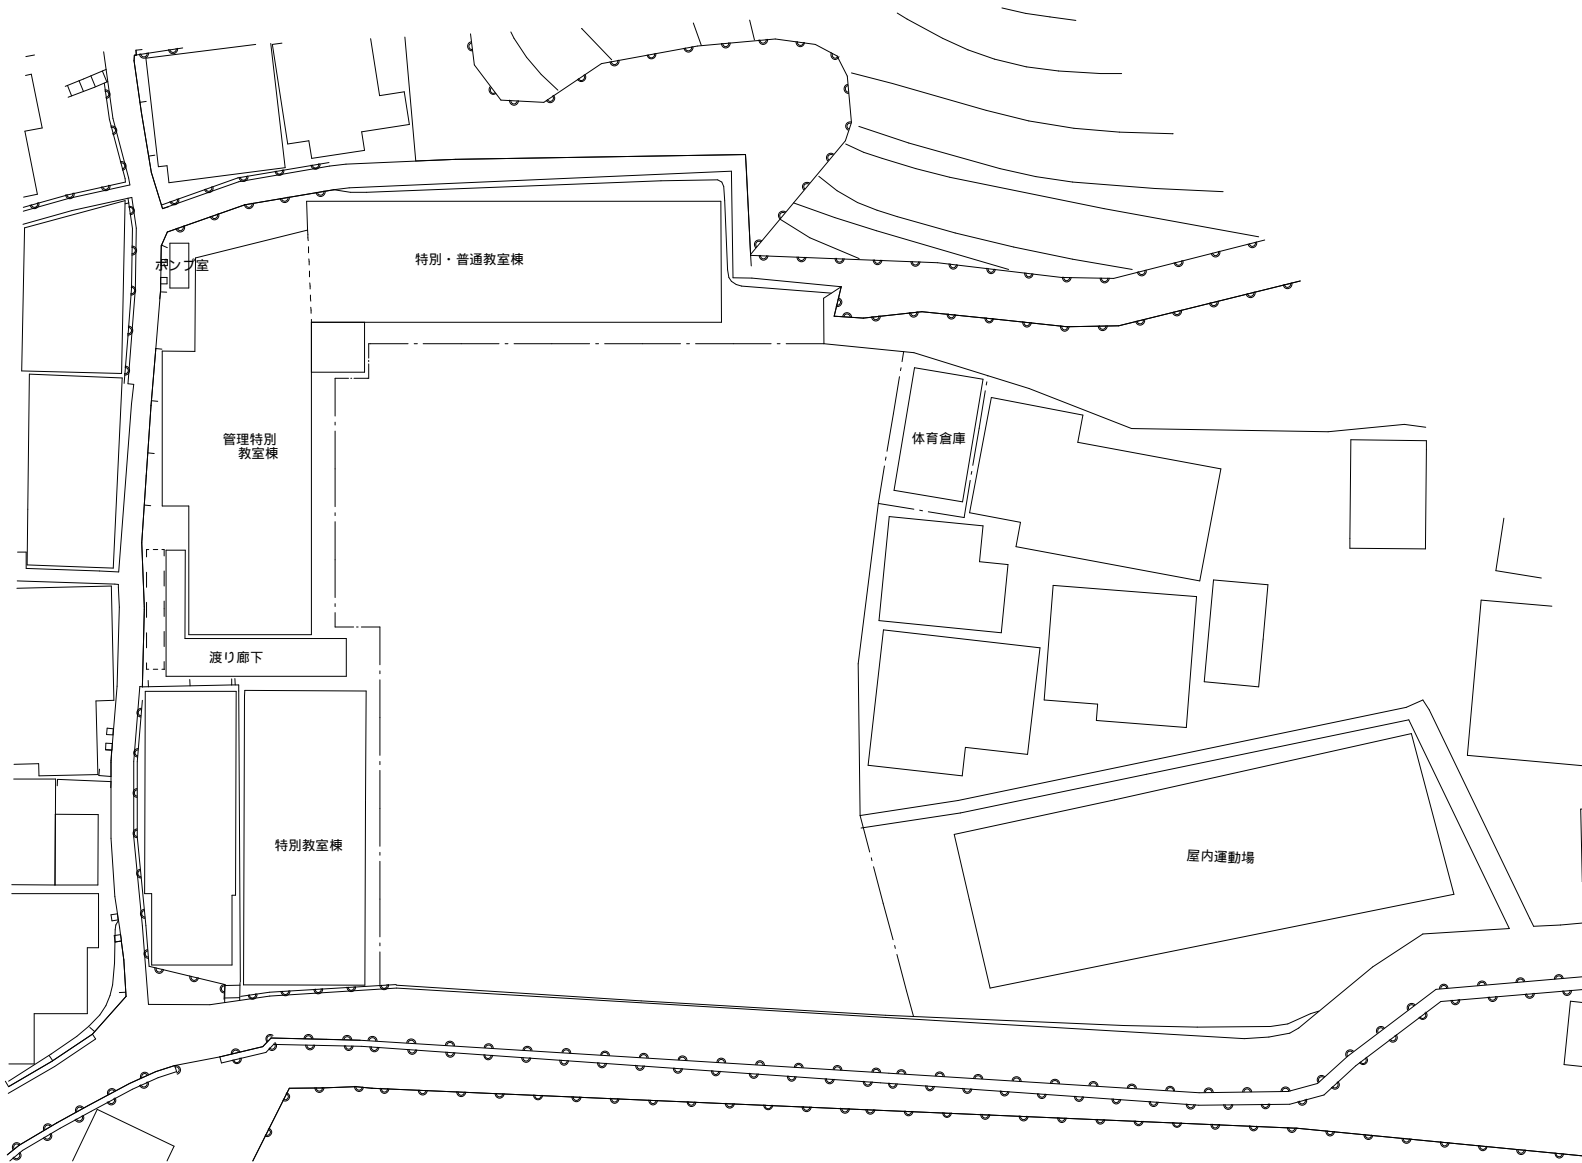 特別・普通教室棟
ポンプ室
管理特別
教室棟
体育倉庫
渡り廊下
特別教室棟
屋内運動場